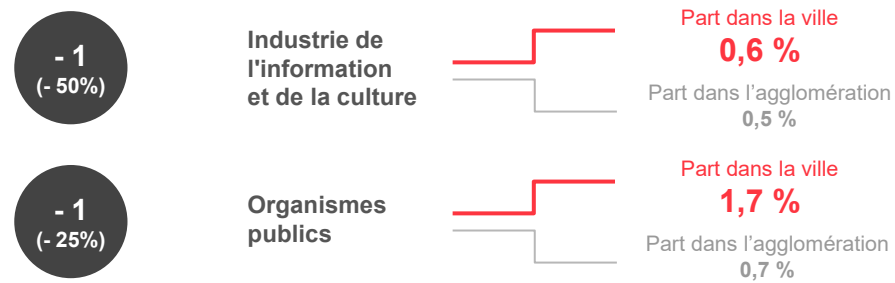 - 1
(- 50%)
Industrie de
l'information
et de la culture
Part dans la ville
0,6 %
Part dans l’agglomération
0,5 %
- 1
(- 25%)
Organismes
publics
Part dans la ville
1,7 %
Part dans l’agglomération
0,7 %